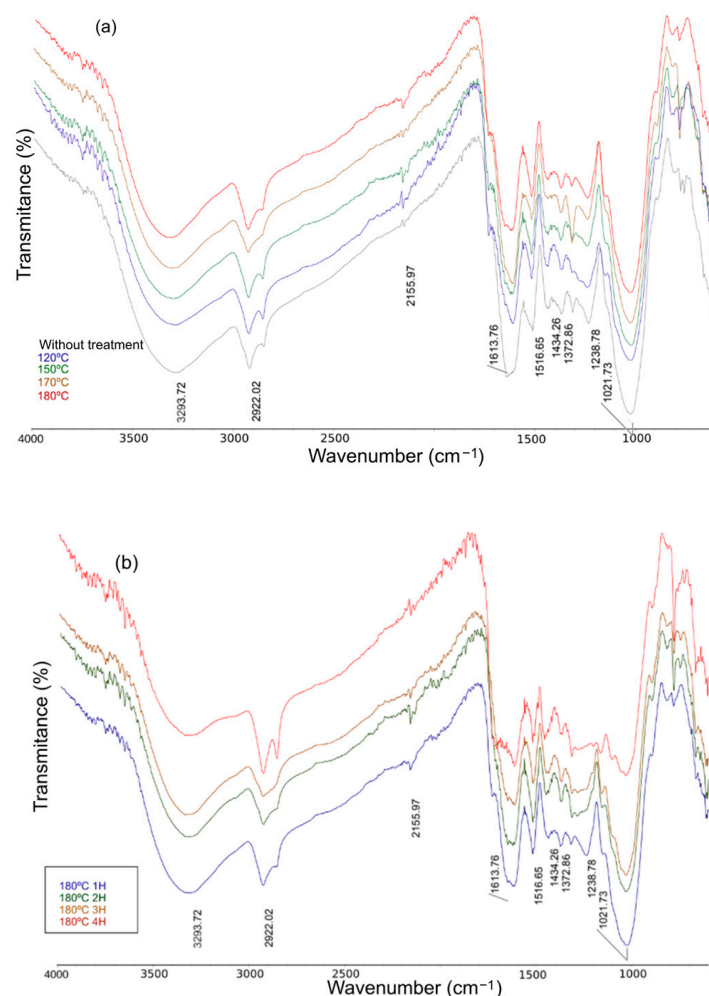 (a)
Transmitance (%)
2155.97
Without treatment
120ºC
150ºC
170ºC
180ºC
3293.72
2922.02
1613.76
1516.65
1434.26
1372.86
1238.78
1021.73
4000 3500 3000 2500 1500 1000
Wavenumber (cm⁻¹)
(b)
Transmitance (%)
2155.97
180ºC 1H
180ºC 2H
180ºC 3H
180ºC 4H
3293.72
2922.02
1613.76
1516.65
1434.26
1372.86
1238.78
1021.73
4000 3500 3000 2500 1500 1000
Wavenumber (cm⁻¹)